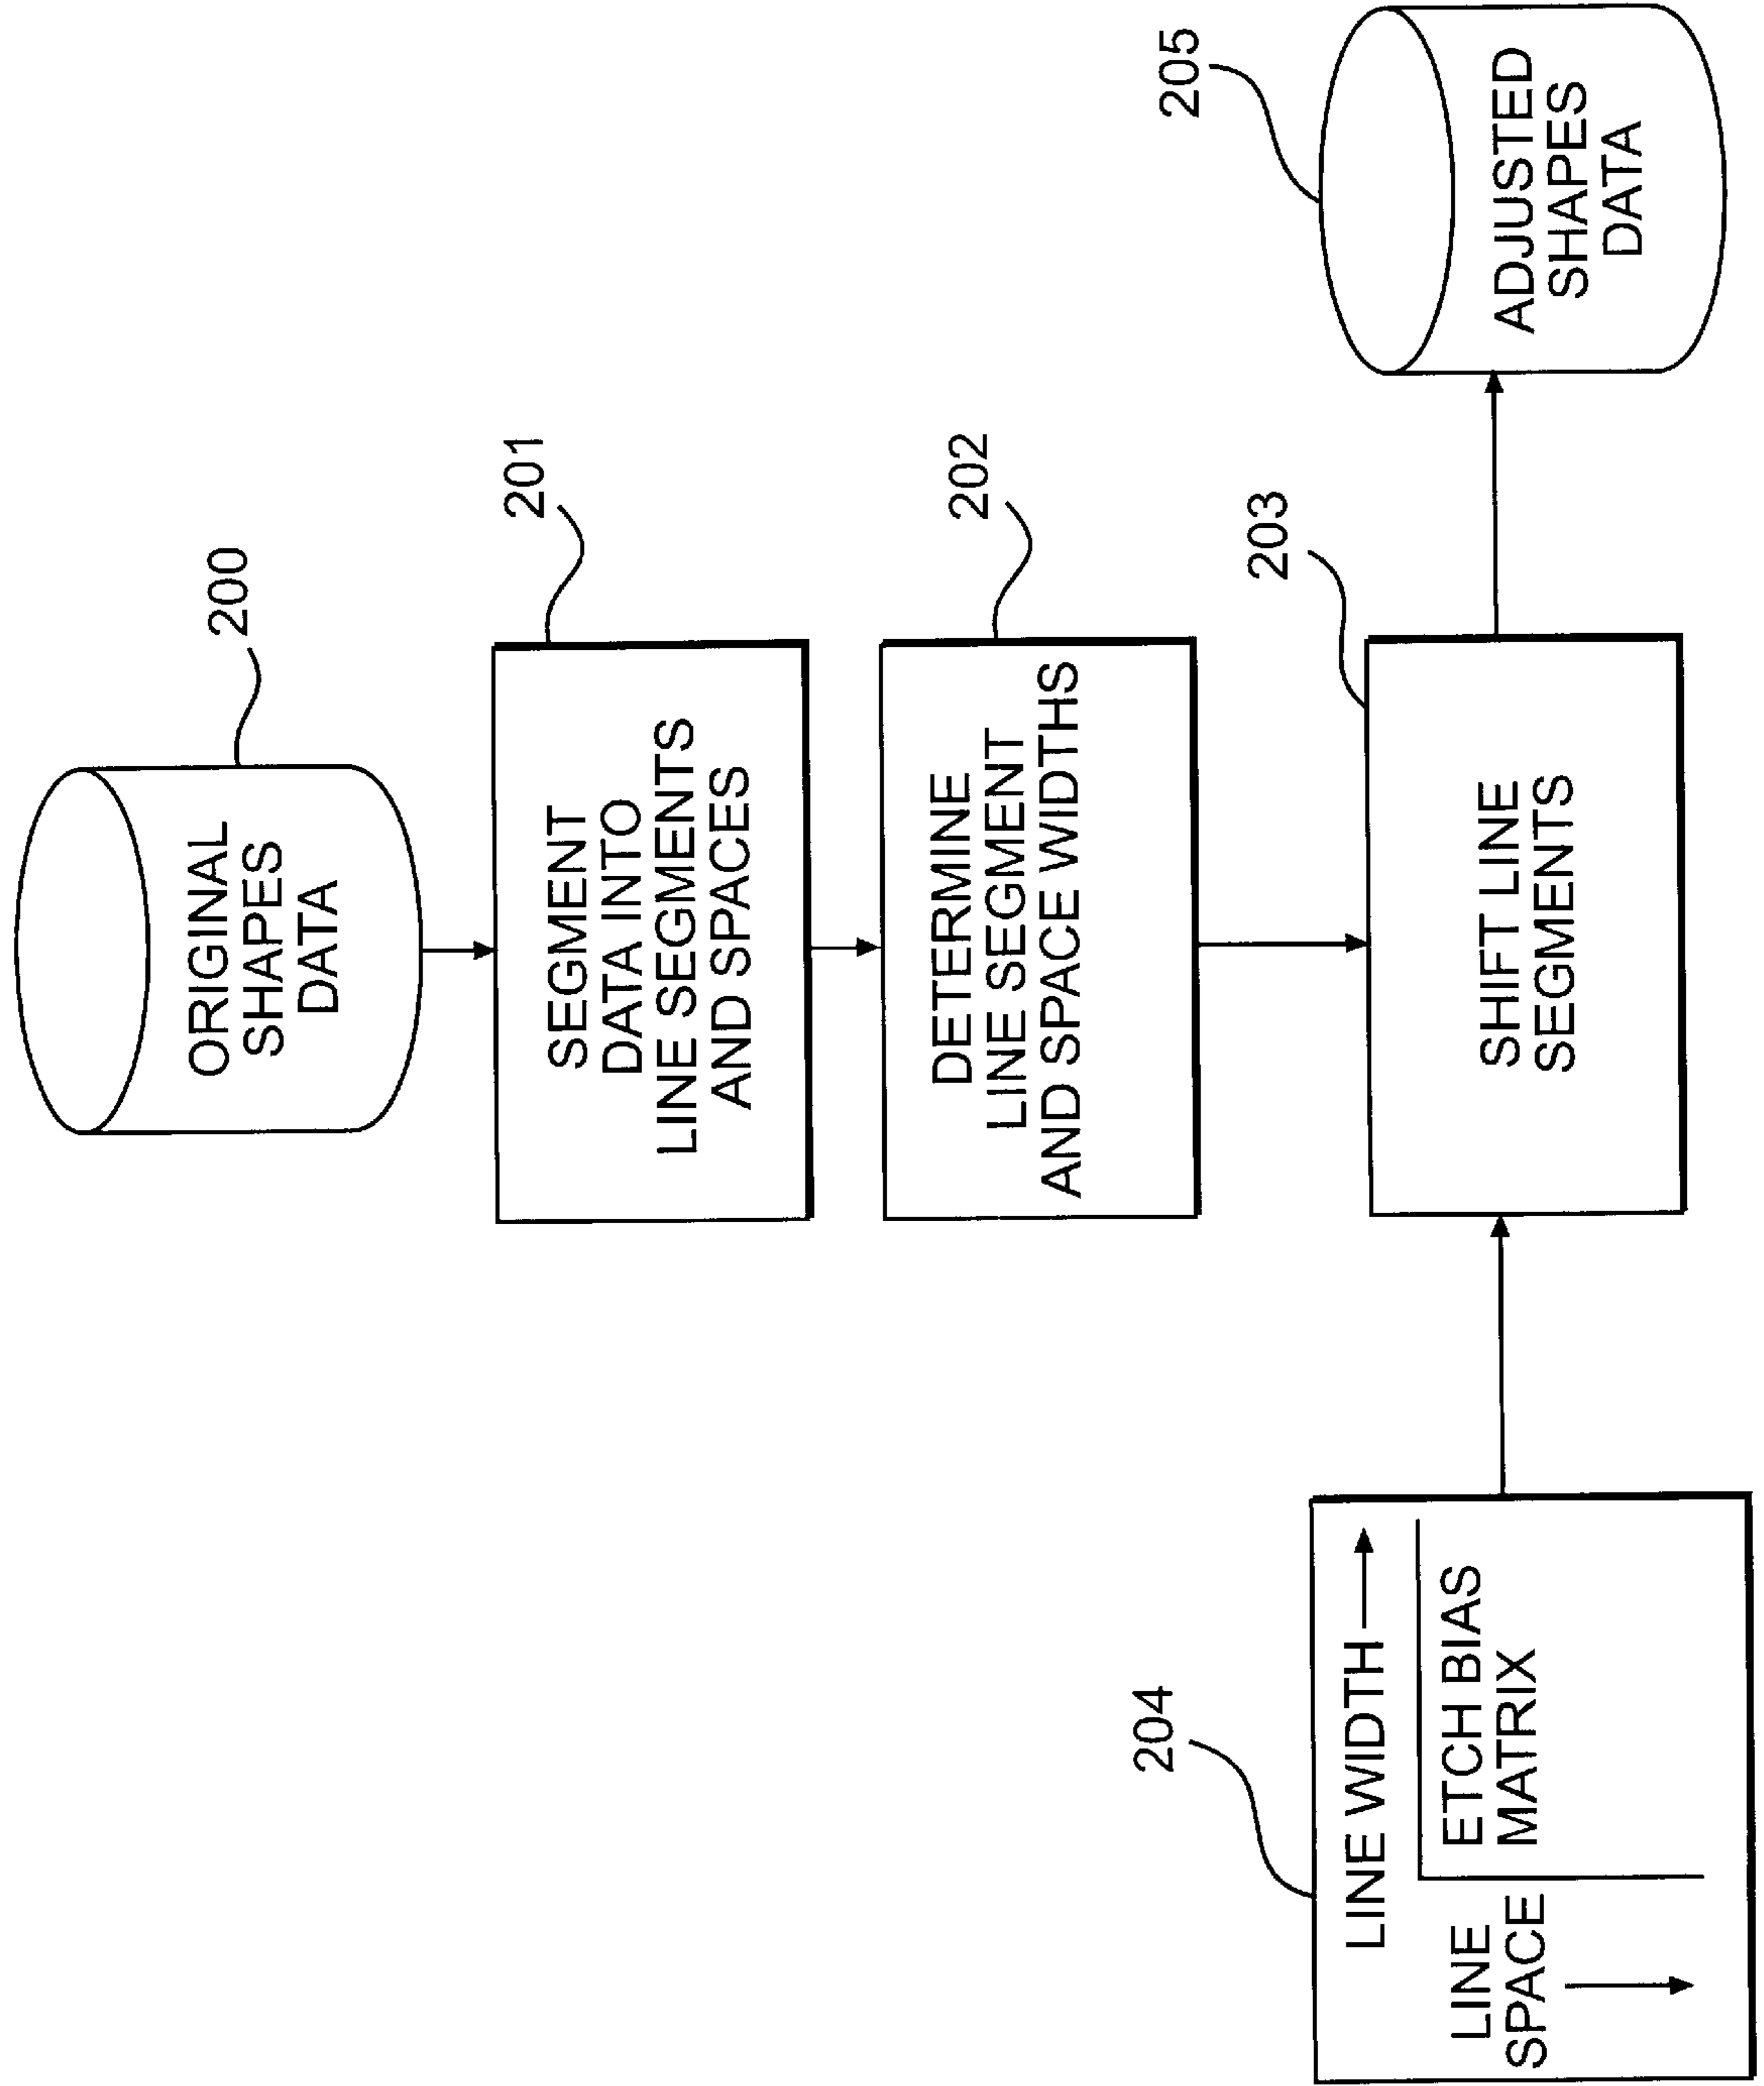 200
ORIGINAL
SHAPES
DATA
201
SEGMENT
DATA INTO
LINE SEGMENTS
AND SPACES
202
DETERMINE
LINE SEGMENT
AND SPACE WIDTHS
204
LINE WIDTH
LINE
SPACE
ETCH BIAS
MATRIX
203
SHIFT LINE
SEGMENTS
205
ADJUSTED
SHAPES
DATA